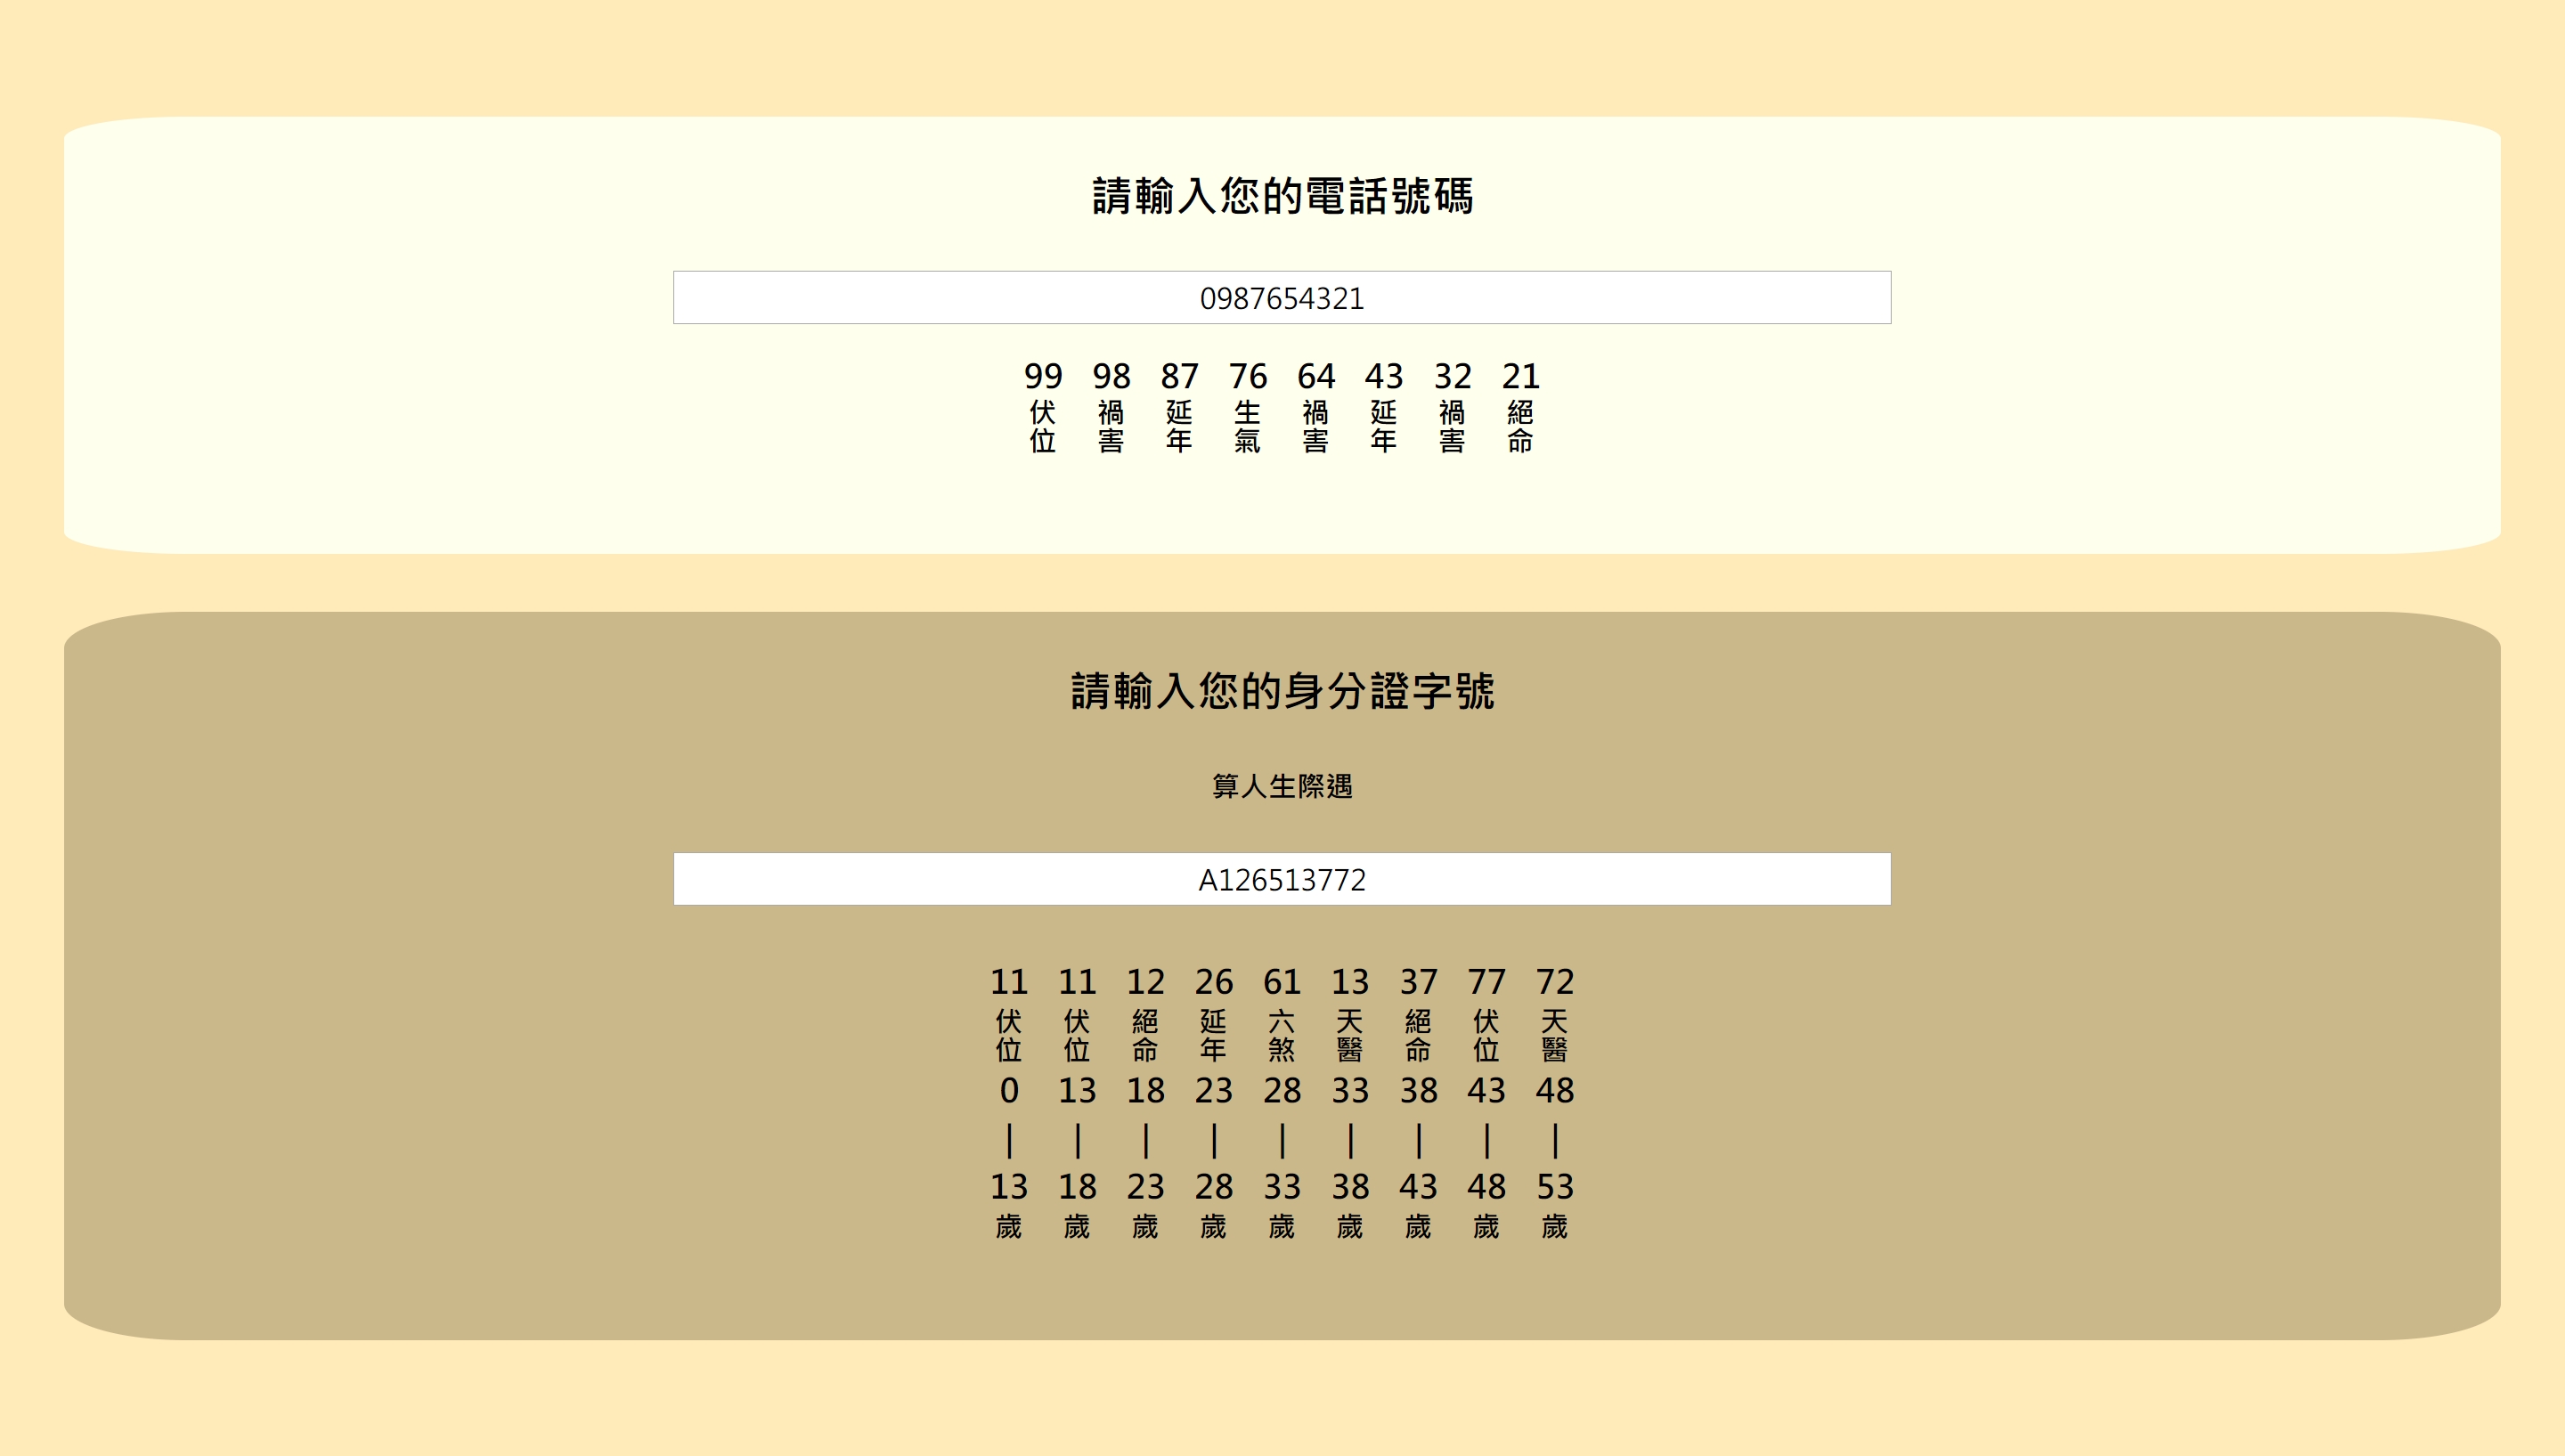 請輸入您的電話號碼
0987654321
99 98 87 76 64 43 32 21
伏位 禍害 延年 生氣 禍害 延年 禍害 絕命
請輸入您的身分證字號
算人生際遇
A126513772
11 11 12 26 61 13 37 77 72
伏位 伏位 絕命 延年 六煞 天醫 絕命 伏位 天醫
0 13 18 23 28 33 38 43 48
| | | | | | | | |
13 18 23 28 33 38 43 48 53
歲 歲 歲 歲 歲 歲 歲 歲 歲